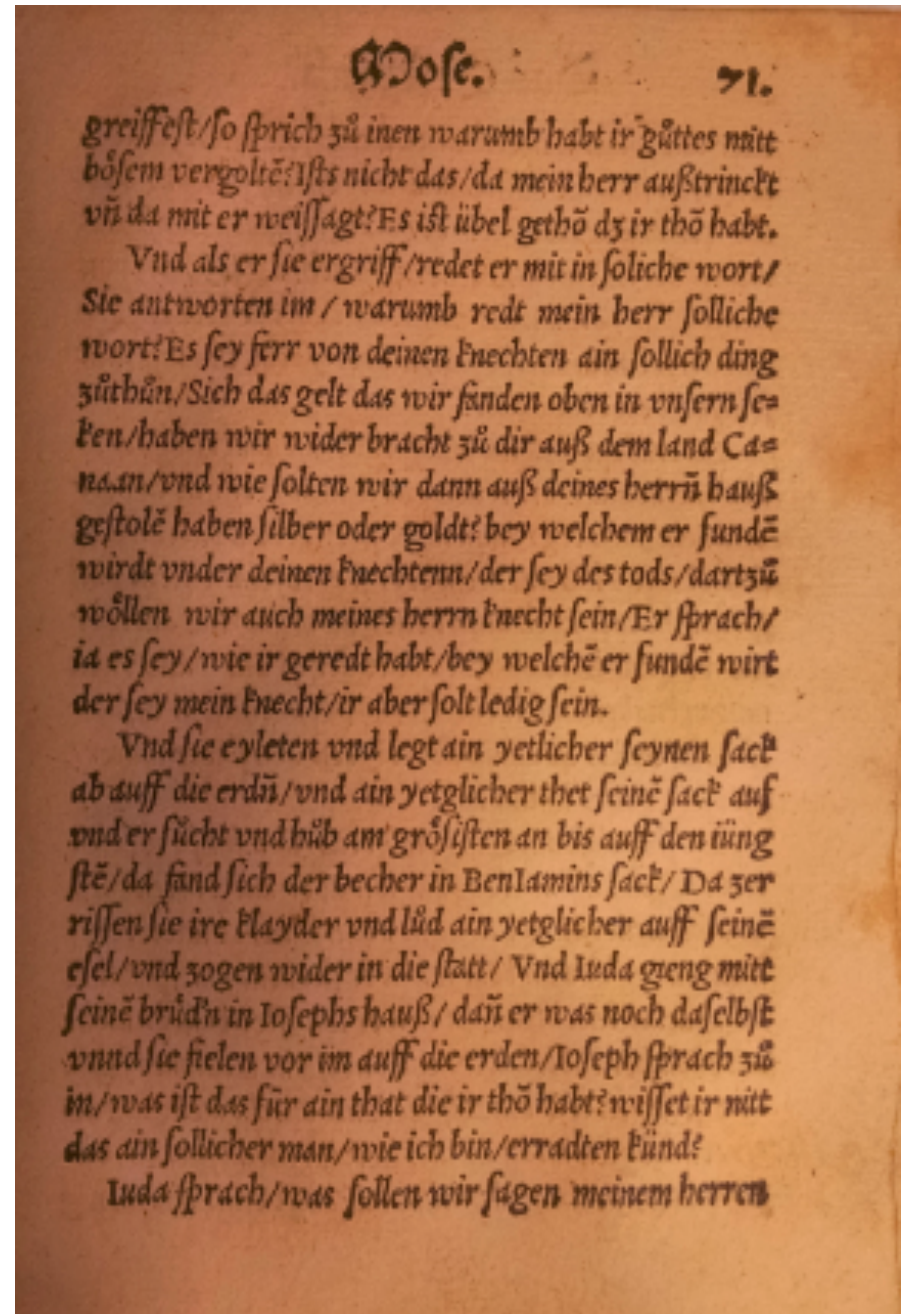 Mose. 71.
greiffest/so sprich zů inen warumb habt ir gůttes mitt
bösem vergoltē?Ists nicht das/da mein herr außtrinckt
vñ da mit er weissagt?Es ist übel gethō dz ir thō habt.
Vnd als er sie ergriff/redet er mit in soliche wort/
Sie antworten im / warumb redt mein herr solliche
wort?Es sey ferr von deinen knechten ain sollich ding
zůthůn/Sich das gelt das wir fanden oben in vnsern se=
ken/haben wir wider bracht zů dir auß dem land Ca=
naan/vnd wie solten wir dann auß deines herrñ hauß
gestolē haben silber oder goldt? bey welchem er fundē
wirdt vnder deinen knechtenn/der sey des tods/dartzů
wöllen wir auch meines herrn knecht sein/Er sprach/
ia es sey/wie ir geredt habt/bey welchē er fundē wirt
der sey mein knecht/ir aber solt ledig sein.
Vnd sie eyleten vnd legt ain yetlicher seynen sack
ab auff die erdñ/vnd ain yetglicher thet seinē sack auf
vnd er sůcht vnd hůb am grösisten an bis auff den iüng
stē/da fand sich der becher in BenIamins sack/ Da zer
rissen sie ire klayder vnd lůd ain yetglicher auff seinē
esel/vnd zogen wider in die statt/ Vnd Iuda gieng mitt
seinē brůd'n in Iosephs hauß/ dañ er was noch daselbst
vnnd sie fielen vor im auff die erden/Ioseph sprach zů
in/was ist das für ain that die ir thō habt?wisset ir nitt
das ain sollicher man/wie ich bin/erradten künd?
Iuda sprach/was sollen wir sagen meinem herren